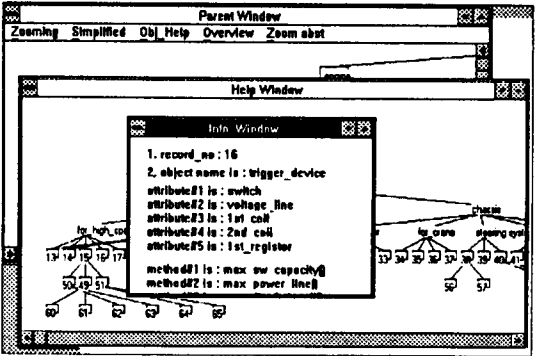 Parent Window
Zooming Simplified Obj_Help Overview Zoom abst
Help Window
Info Window
1. record_no : 16
2. object name is : trigger_device
attribute#1 is : switch
attribute#2 is : voltage_line
attribute#3 is : 1st coil
attribute#4 is : 2nd_coil
attribute#5 is : 1st_register
method#1 is : max_sw_capacity()
method#2 is : max_power_line()
chassis
for_high_
for_crane
steering
13 14 15 16 17
33 34 35 36 37 38 39 40 41
50 49 51
56 57
60 61 62 63 64 65